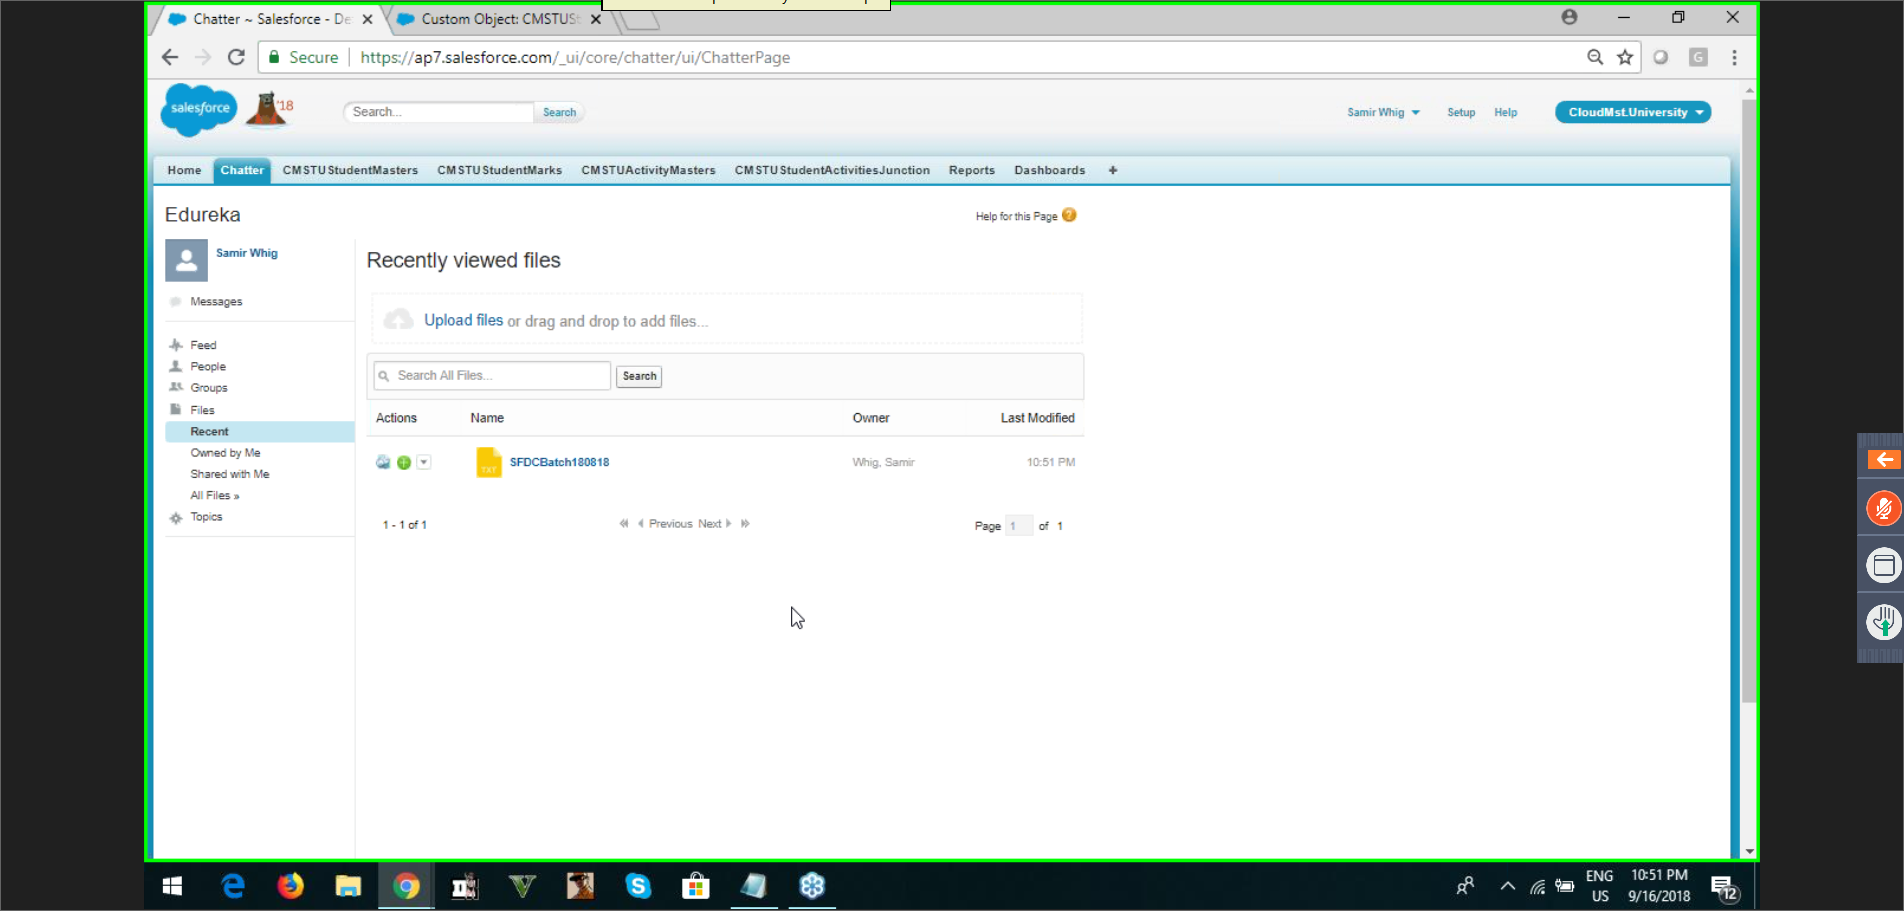 Chatter ~ Salesforce - De
Custom Object: CMSTUSt
Secure
https://ap7.salesforce.com/_ui/core/chatter/ui/ChatterPage
G
salesforce
'18
Search...
Search
Samir Whig
Setup
Help
CloudMst.University
Home
Chatter
CMSTUStudentMasters
CMSTUStudentMarks
CMSTUActivityMasters
CMSTUStudentActivitiesJunction
Reports
Dashboards
+
Edureka
Help for this Page ?
Samir Whig
Messages
Feed
People
Groups
Files
Recent
Owned by Me
Shared with Me
All Files »
Topics
Recently viewed files
Upload files or drag and drop to add files...
Search All Files...
Search
Actions
Name
Owner
Last Modified
TXT
SFDCBatch180818
Whig, Samir
10:51 PM
1 - 1 of 1
Previous
Next
Page 1 of 1
ENG
US
10:51 PM
9/16/2018
12